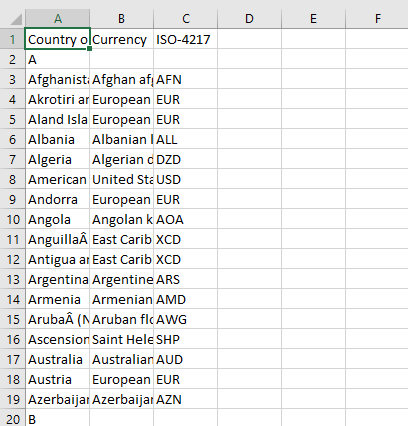 A B C D E F
1 Country o Currency ISO-4217
2 A
3 Afghanista Afghan afg AFN
4 Akrotiri an European EUR
5 Aland Isla European EUR
6 Albania Albanian l ALL
7 Algeria Algerian d DZD
8 American United Sta USD
9 Andorra European EUR
10 Angola Angolan k AOA
11 AnguillaÂ East Carib XCD
12 Antigua an East Carib XCD
13 Argentina Argentine ARS
14 Armenia Armenian AMD
15 ArubaÂ (N Aruban flo AWG
16 Ascension Saint Hele SHP
17 Australia Australian AUD
18 Austria European EUR
19 Azerbaijan Azerbaijan AZN
20 B